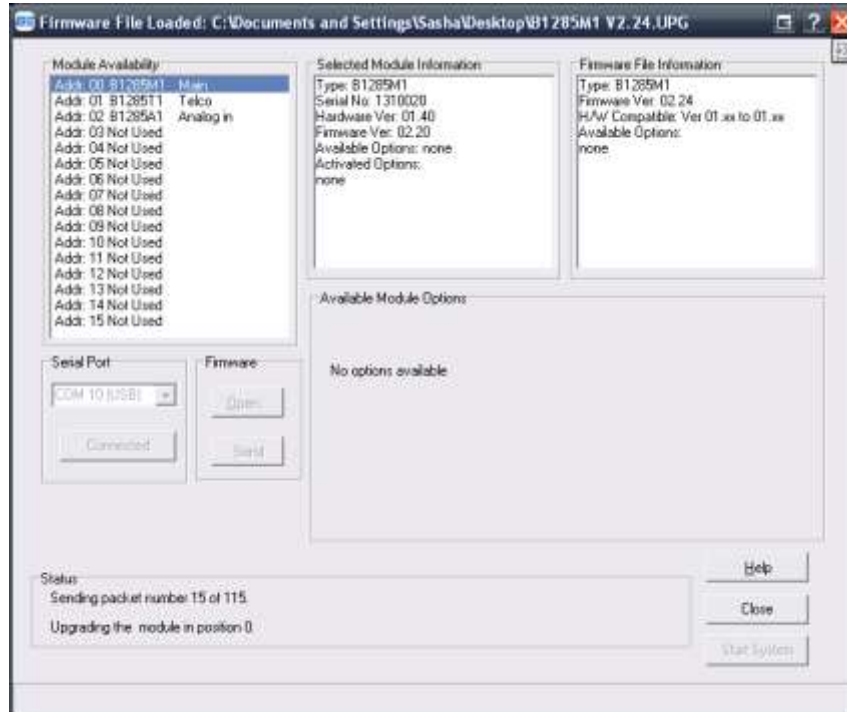 Firmware File Loaded: C:\Documents and Settings\Sasha\Desktop\B1285M1 V2.24.UPG
Module Availability
Addr: 00 B1285M1 Main
Addr: 01 B1285T1 Telco
Addr: 02 B1285A1 Analog in
Addr: 03 Not Used
Addr: 04 Not Used
Addr: 05 Not Used
Addr: 06 Not Used
Addr: 07 Not Used
Addr: 08 Not Used
Addr: 09 Not Used
Addr: 10 Not Used
Addr: 11 Not Used
Addr: 12 Not Used
Addr: 13 Not Used
Addr: 14 Not Used
Addr: 15 Not Used
Selected Module Information
Type: B1285M1
Serial No: 1310020
Hardware Ver: 01.40
Firmware Ver: 02.20
Available Options: none
Activated Options:
none
Firmware File Information
Type: B1285M1
Firmware Ver: 02.24
H/W Compatible: Ver 01.xx to 01.xx
Available Options:
none
Serial Port
COM 10 (USB)
Connected
Firmware
Open
Send
Available Module Options
No options available
Status
Sending packet number 15 of 115.
Upgrading the module in position 0.
Help
Close
Start System